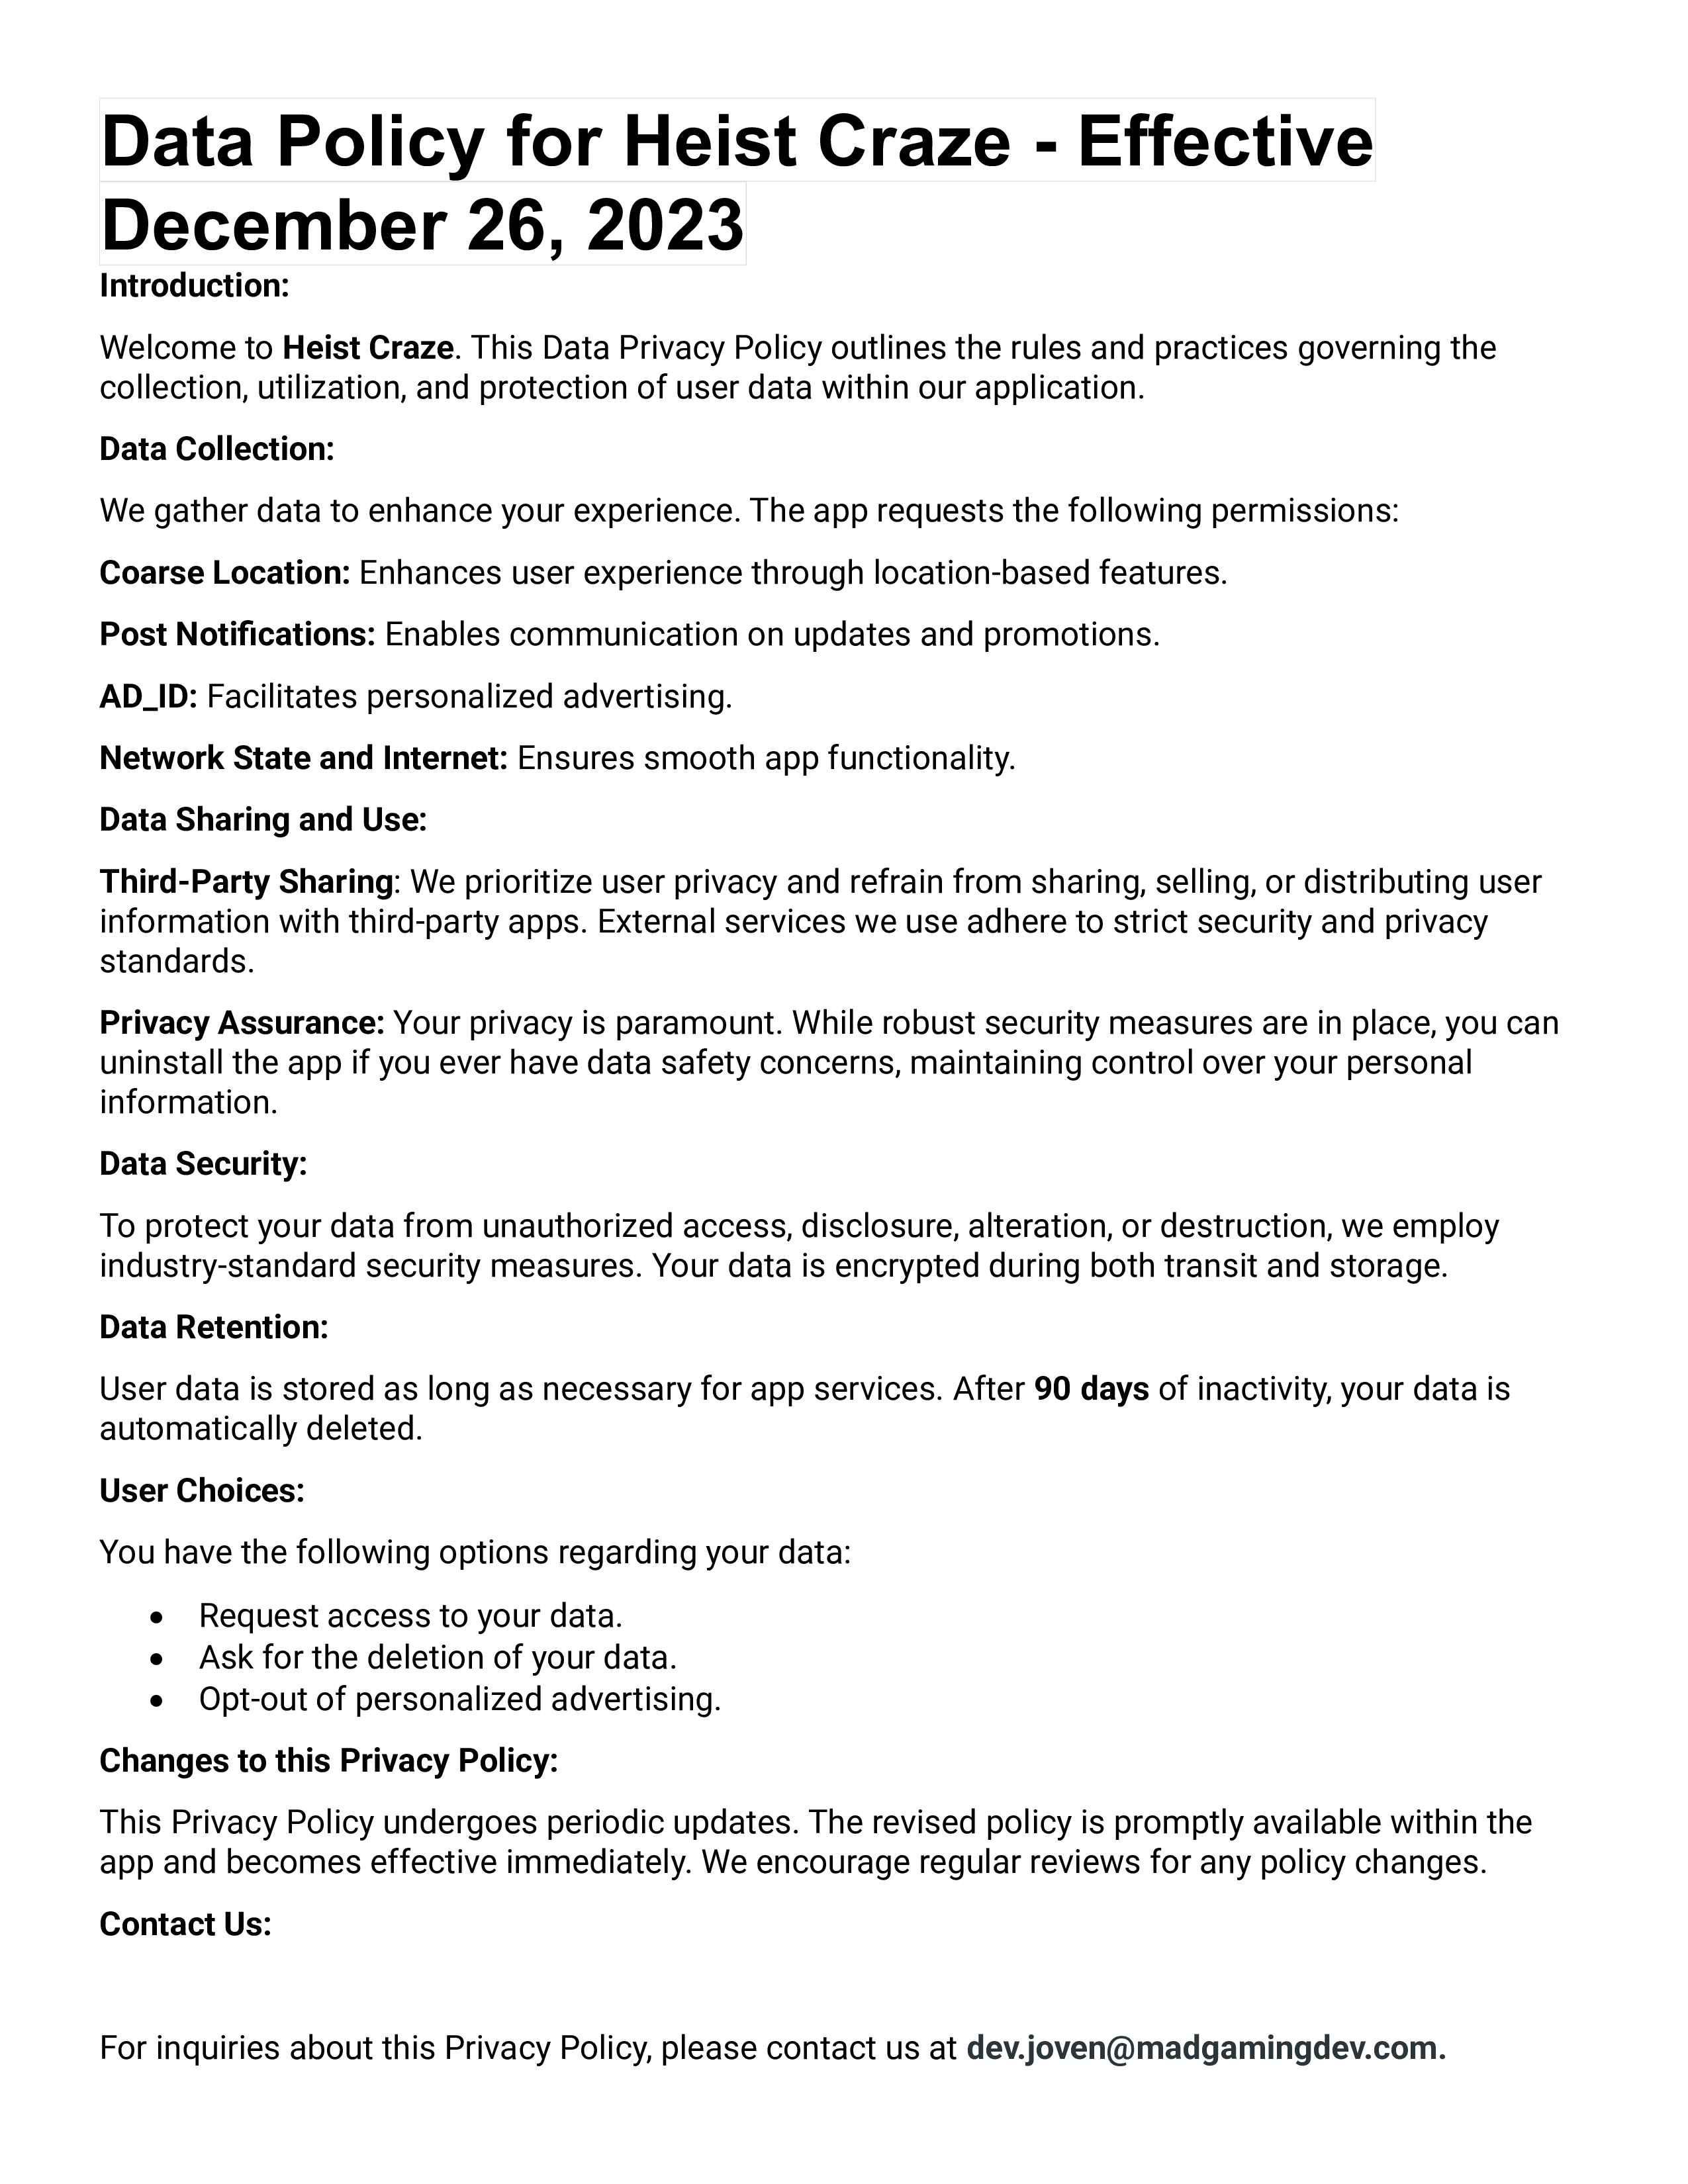 Data Policy for Heist Craze - Effective
December 26, 2023
Introduction:
Welcome to Heist Craze. This Data Privacy Policy outlines the rules and practices governing the
collection, utilization, and protection of user data within our application.
Data Collection:
We gather data to enhance your experience. The app requests the following permissions:
Coarse Location: Enhances user experience through location-based features.
Post Notifications: Enables communication on updates and promotions.
AD_ID: Facilitates personalized advertising.
Network State and Internet: Ensures smooth app functionality.
Data Sharing and Use:
Third-Party Sharing: We prioritize user privacy and refrain from sharing, selling, or distributing user
information with third-party apps. External services we use adhere to strict security and privacy
standards.
Privacy Assurance: Your privacy is paramount. While robust security measures are in place, you can
uninstall the app if you ever have data safety concerns, maintaining control over your personal
information.
Data Security:
To protect your data from unauthorized access, disclosure, alteration, or destruction, we employ
industry-standard security measures. Your data is encrypted during both transit and storage.
Data Retention:
User data is stored as long as necessary for app services. After 90 days of inactivity, your data is
automatically deleted.
User Choices:
You have the following options regarding your data:
• Request access to your data.
• Ask for the deletion of your data.
• Opt-out of personalized advertising.
Changes to this Privacy Policy:
This Privacy Policy undergoes periodic updates. The revised policy is promptly available within the
app and becomes effective immediately. We encourage regular reviews for any policy changes.
Contact Us:
For inquiries about this Privacy Policy, please contact us at dev.joven@madgamingdev.com.